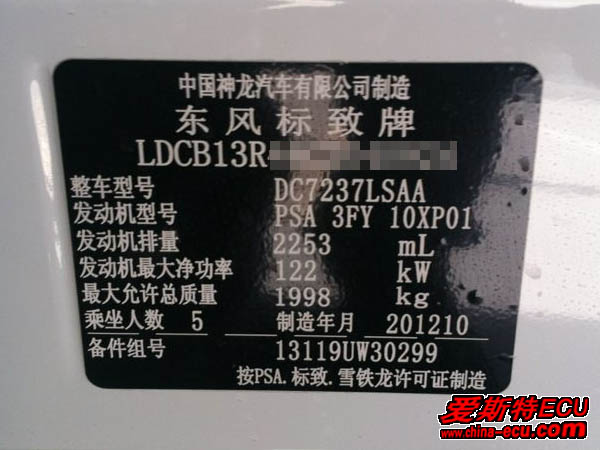 中国神龙汽车有限公司制造
东风标致牌
LDCB13R
整车型号 DC7237LSAA
发动机型号 PSA 3FY 10XP01
发动机排量 2253 mL
发动机最大净功率 122 kW
最大允许总质量 1998 kg
乘坐人数 5 制造年月 201210
备件组号 13119UW30299
按PSA.标致.雪铁龙许可证制造
爱斯特ECU
www.china-ecu.com